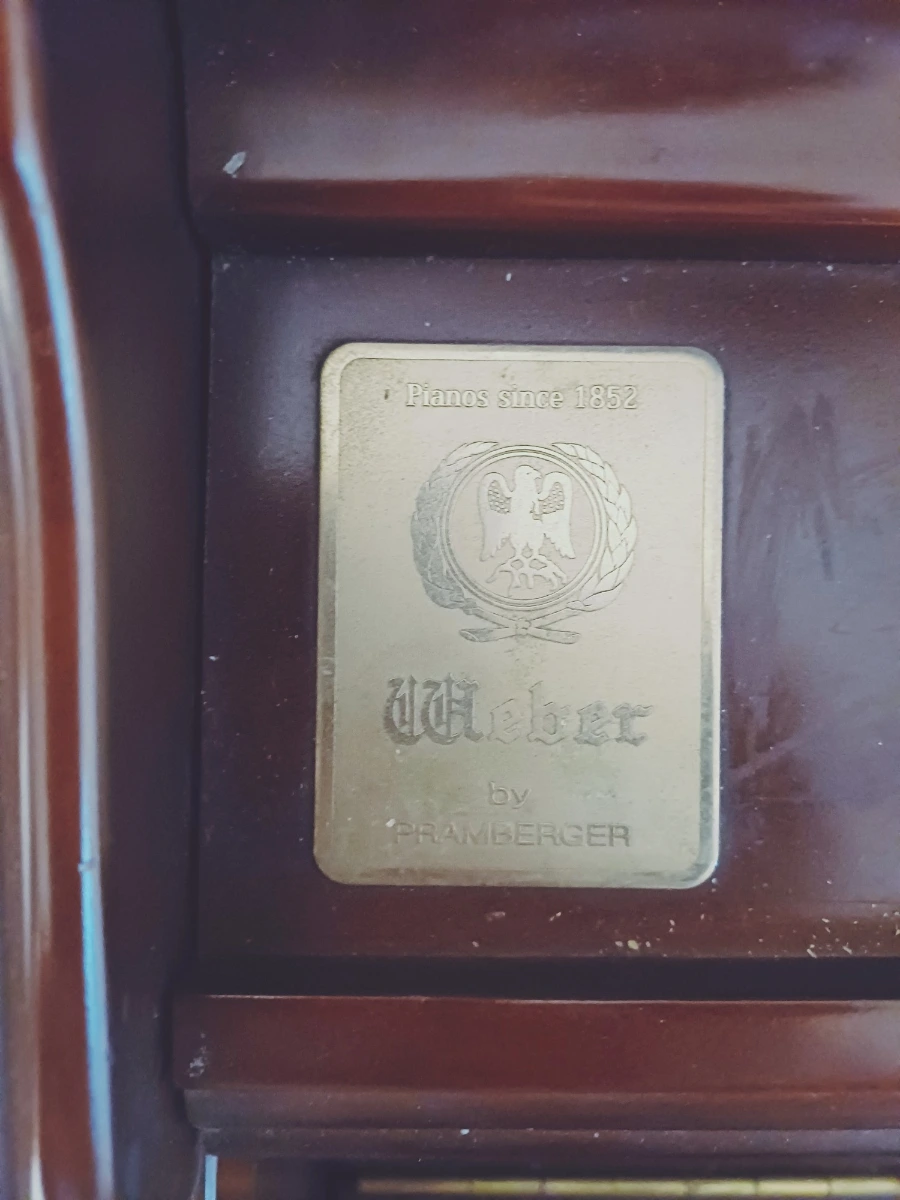 Pianos since 1852
Weber
by
PRAMBERGER